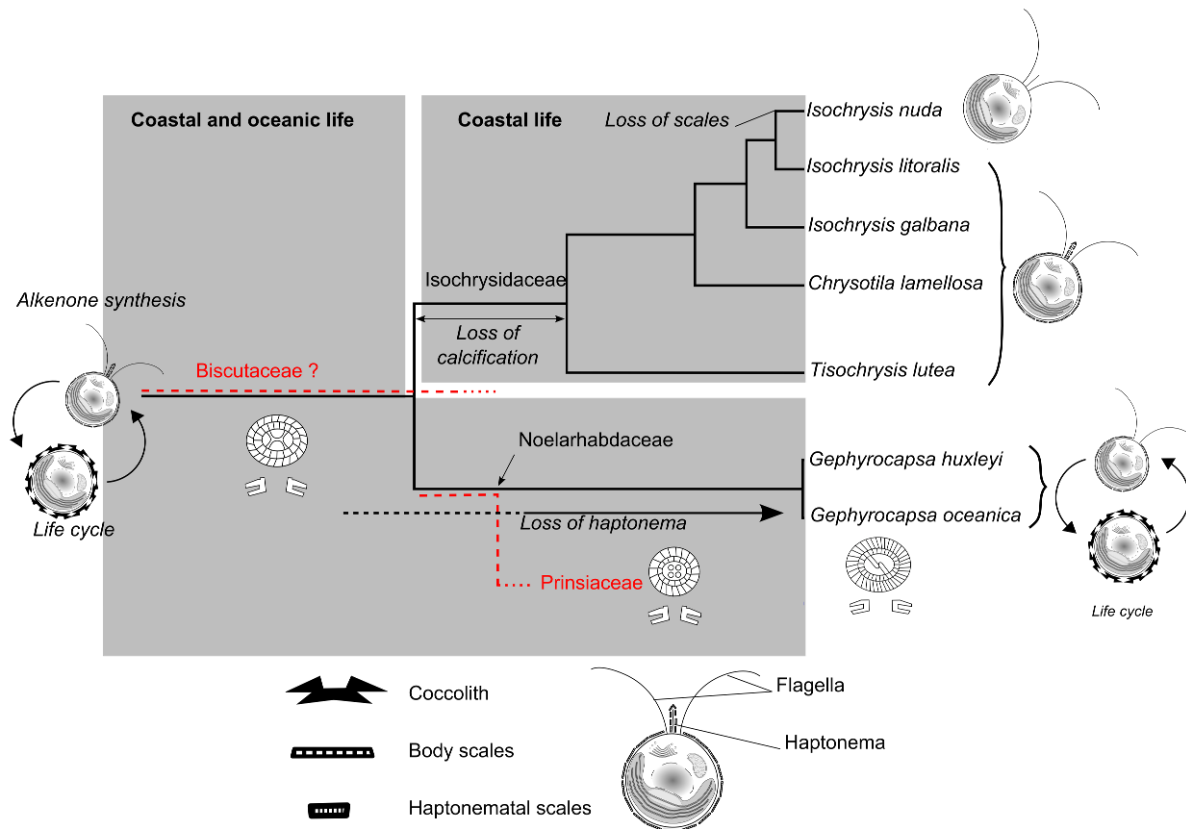 Coastal and oceanic life
Coastal life
Loss of scales
Isochrysis nuda
Isochrysis litoralis
Isochrysis galbana
Chrysotila lamellosa
Tisochrysis lutea
Isochrysidaceae
Loss of
calcification
Alkenone synthesis
Biscutaceae ?
Life cycle
Noelarhabdaceae
Gephyrocapsa huxleyi
Gephyrocapsa oceanica
Loss of haptonema
Prinsiaceae
Life cycle
Coccolith
Body scales
Haptonematal scales
Flagella
Haptonema